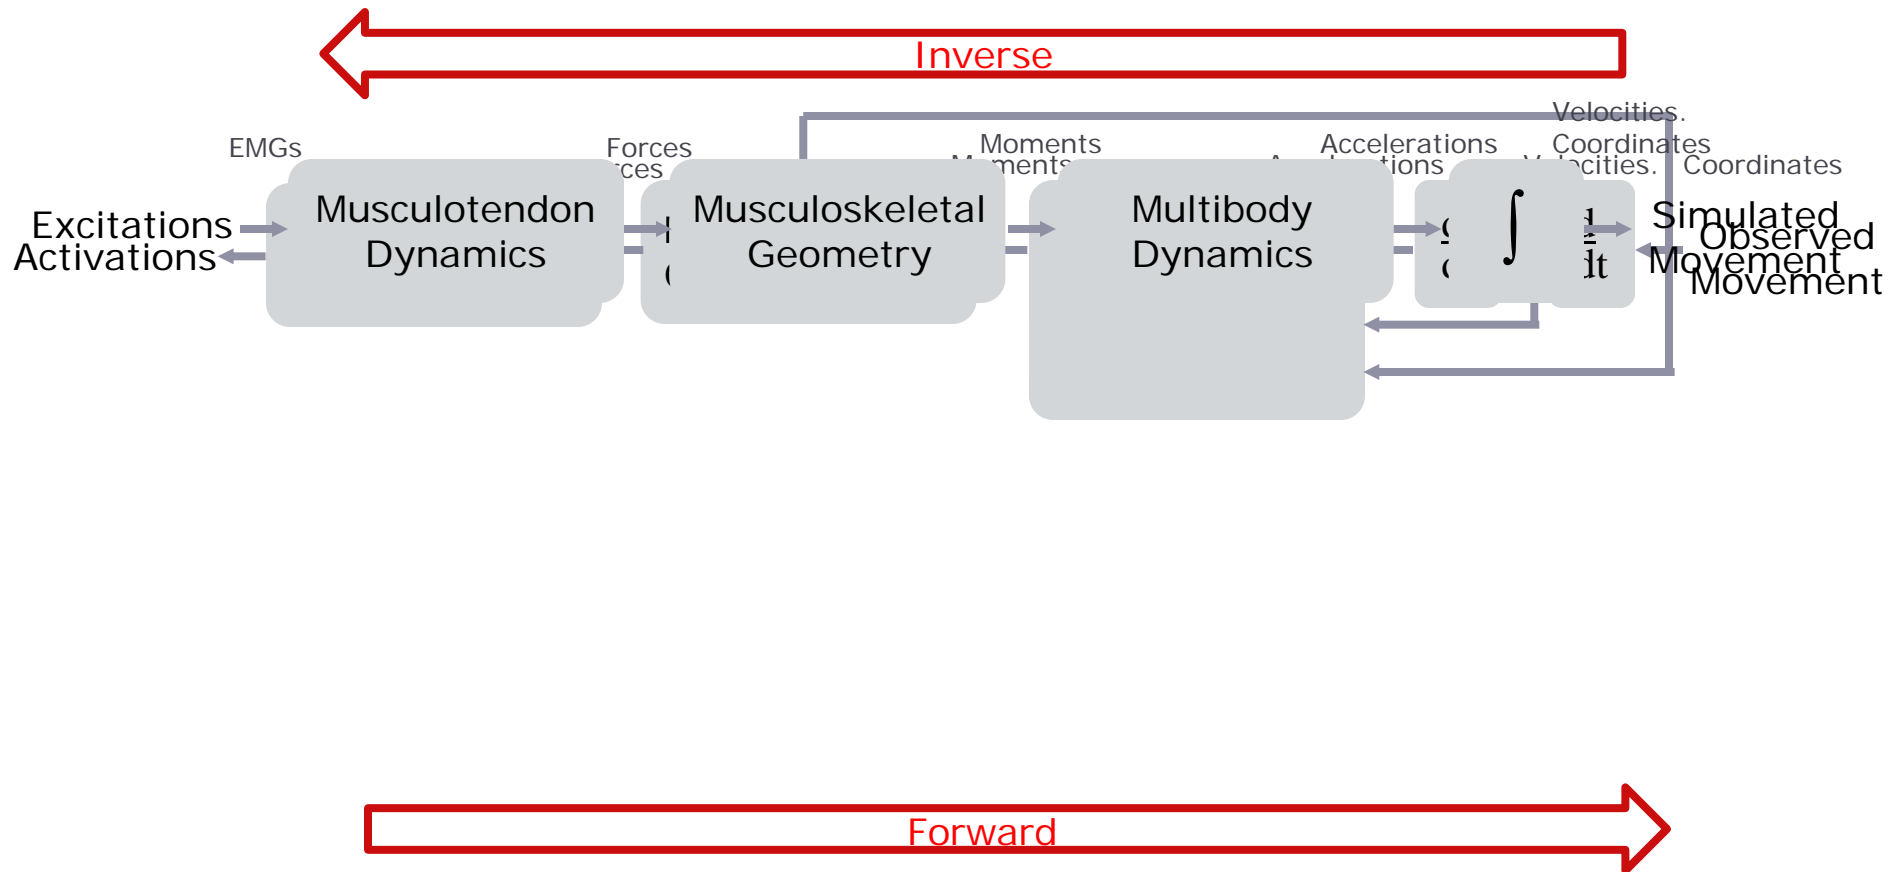 Inverse
Velocities.
EMGs
Forces
Moments
Accelerations
Coordinates
Coordinates
Excitations
Activations
Musculotendon
Dynamics
Musculoskeletal
Geometry
Multibody
Dynamics
∫
dt
Simulated
Movement
Observed
Movement
Forward